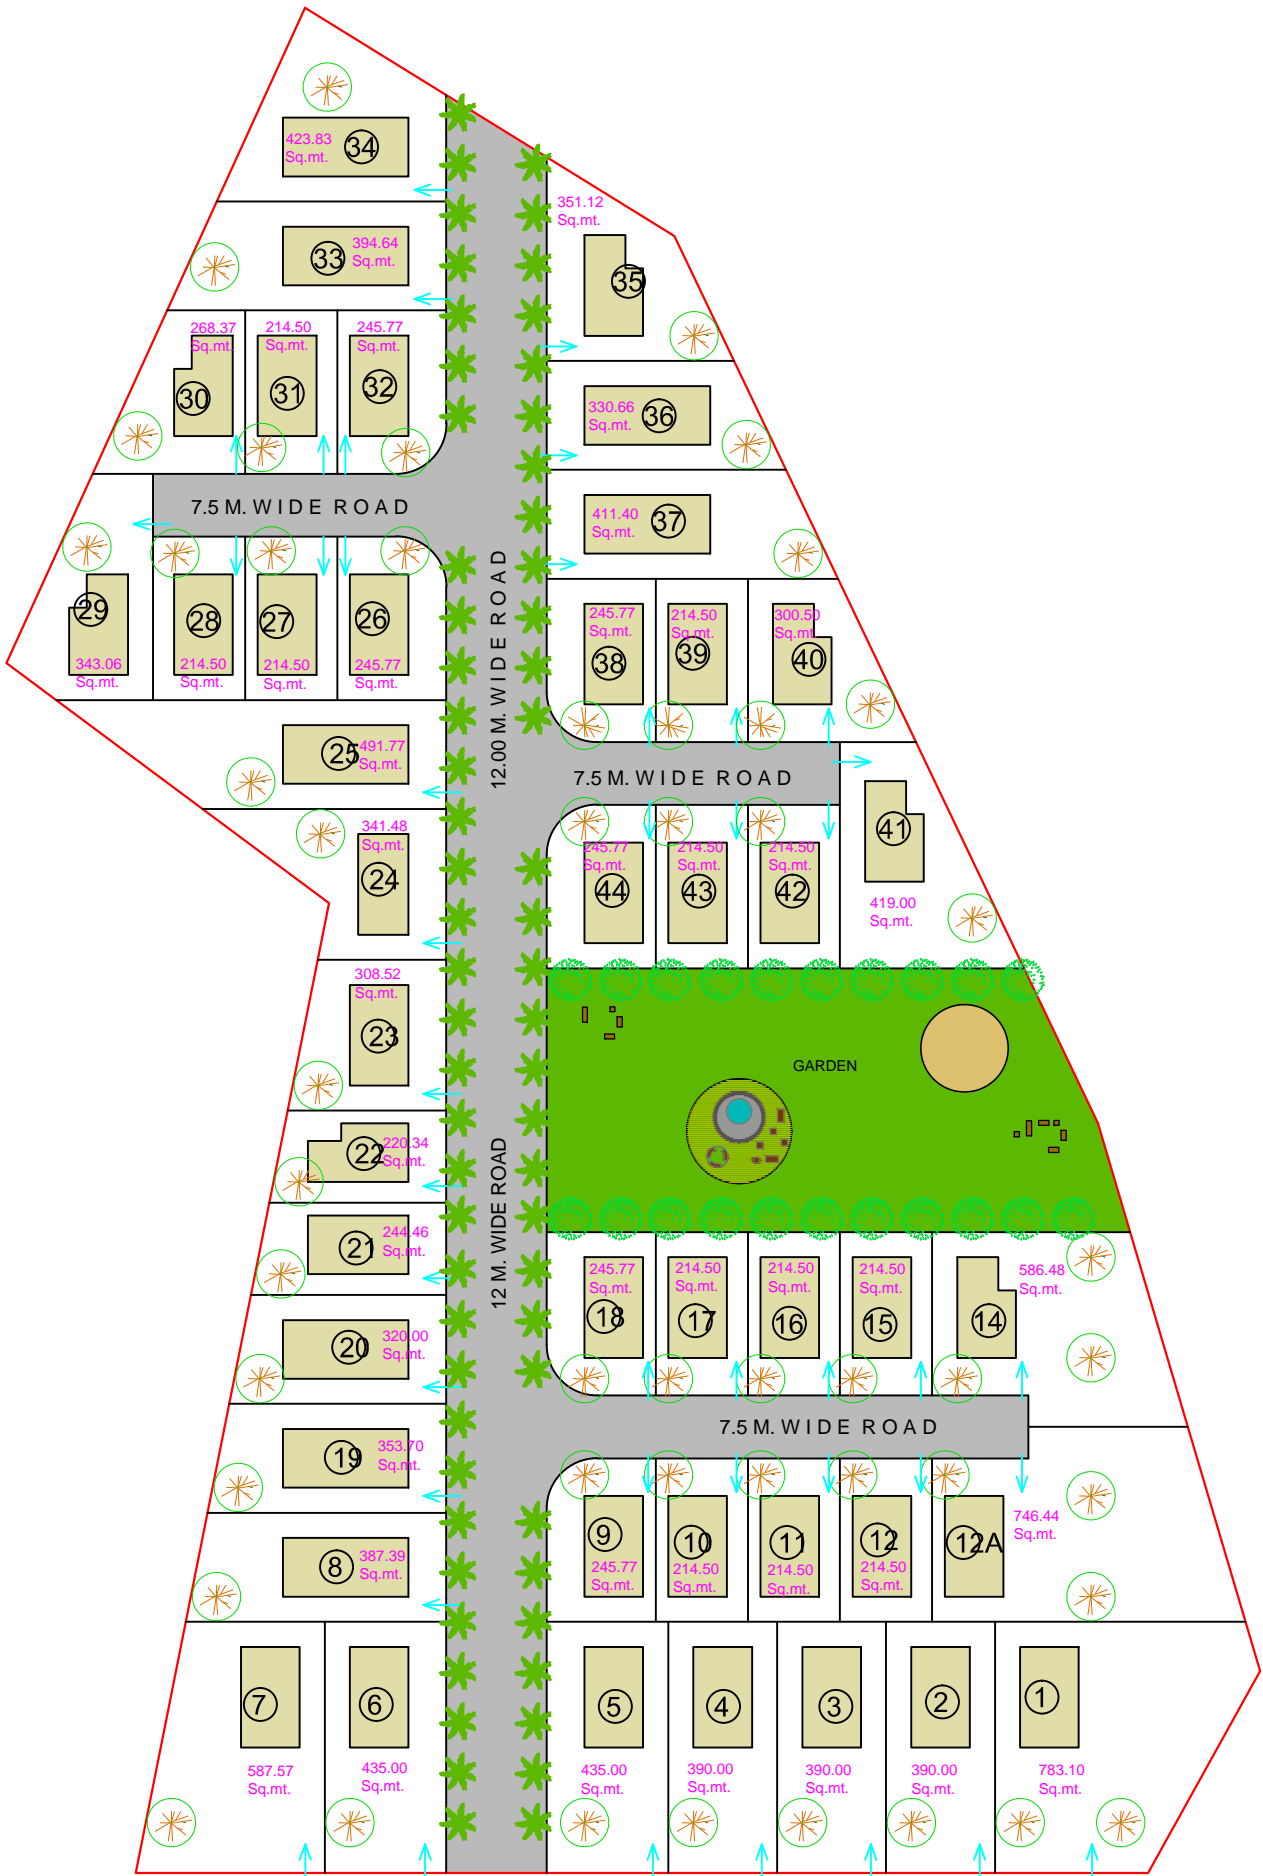 423.83
Sq.mt.
34
33
394.64
Sq.mt.
351.12
Sq.mt.
35
268.37
Sq.mt.
30
214.50
Sq.mt.
31
245.77
Sq.mt.
32
330.66
Sq.mt.
36
7.5 M. WIDE ROAD
411.40
Sq.mt.
37
29
343.06
Sq.mt.
28
214.50
Sq.mt.
27
214.50
Sq.mt.
26
245.77
Sq.mt.
12.00 M. WIDE ROAD
245.77
Sq.mt.
38
214.50
Sq.mt.
39
300.50
Sq.mt.
40
25
491.77
Sq.mt.
7.5 M. WIDE ROAD
341.48
Sq.mt.
24
245.77
Sq.mt.
44
214.50
Sq.mt.
43
214.50
Sq.mt.
42
41
419.00
Sq.mt.
308.52
Sq.mt.
23
GARDEN
22
220.34
Sq.mt.
12 M. WIDE ROAD
21
244.46
Sq.mt.
245.77
Sq.mt.
18
214.50
Sq.mt.
17
214.50
Sq.mt.
16
214.50
Sq.mt.
15
14
586.48
Sq.mt.
20
320.00
Sq.mt.
7.5 M. WIDE ROAD
19
353.70
Sq.mt.
9
245.77
Sq.mt.
10
214.50
Sq.mt.
11
214.50
Sq.mt.
12
214.50
Sq.mt.
12A
746.44
Sq.mt.
8
387.39
Sq.mt.
7
587.57
Sq.mt.
6
435.00
Sq.mt.
5
435.00
Sq.mt.
4
390.00
Sq.mt.
3
390.00
Sq.mt.
2
390.00
Sq.mt.
1
783.10
Sq.mt.